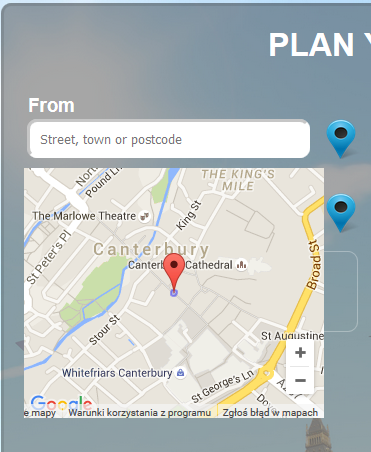 PLAN
From
Street, town or postcode
THE KING'S
MILE
Northgate
Pound Ln
King St
The Marlowe Theatre
St Peter's Pl
Canterbury
Canterbury Cathedral
Broad St
Stour St
St Augustine
Whitefriars Canterbury
St George's Ln
+
−
Google
e mapy
Warunki korzystania z programu
Zgłoś błąd w mapach